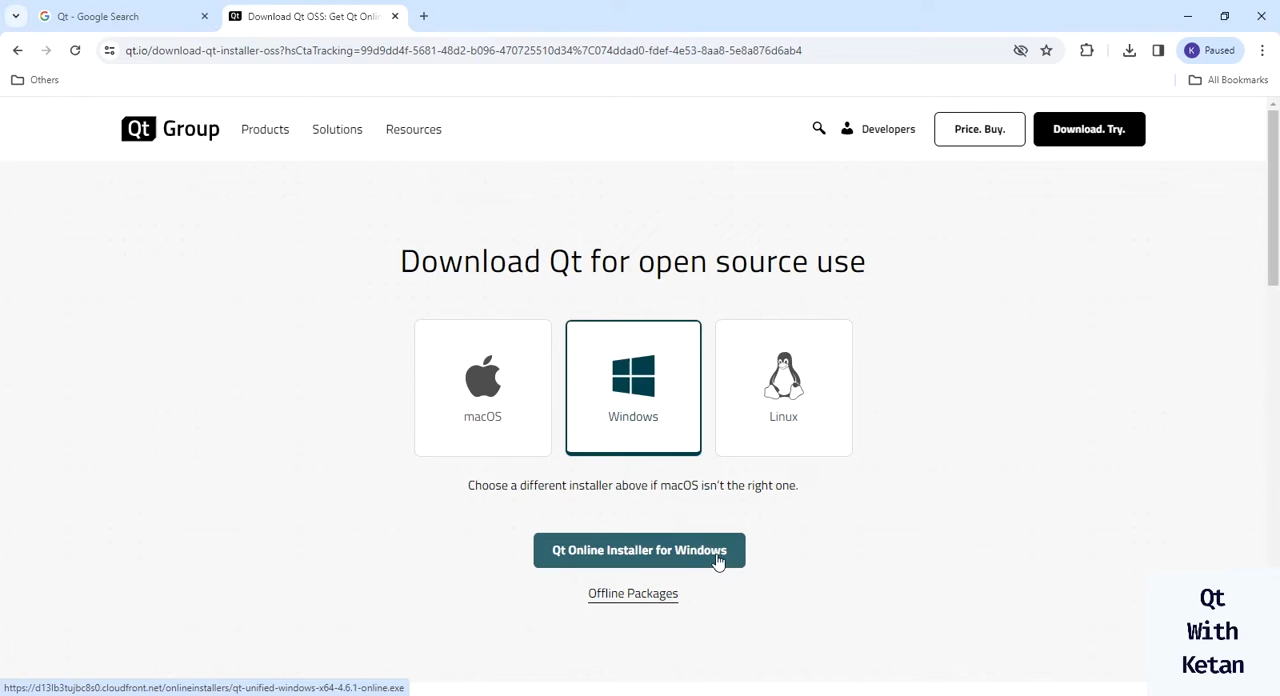 Qt - Google Search
Download Qt OSS: Get Qt Onlin
qt.io/download-qt-installer-oss?hsCtaTracking=99d9dd4f-5681-48d2-b096-470725510d34%7C074ddad0-fdef-4e53-8aa8-5e8a876d6ab4
K Paused
Others
All Bookmarks
Qt Group
Products
Solutions
Resources
Developers
Price. Buy.
Download. Try.
Download Qt for open source use
macOS
Windows
Linux
Choose a different installer above if macOS isn't the right one.
Qt Online Installer for Windows
Offline Packages
Qt
With
Ketan
https://d13lb3tujbc8s0.cloudfront.net/onlineinstallers/qt-unified-windows-x64-4.6.1-online.exe